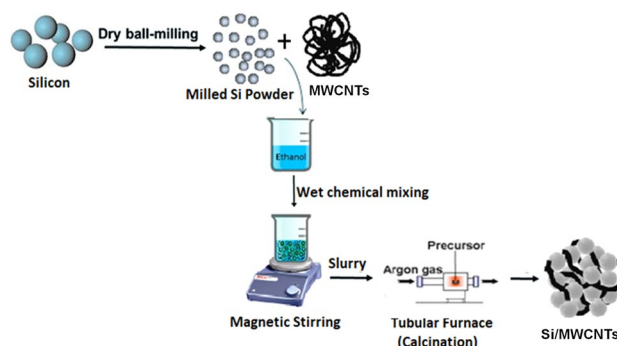 Dry ball-milling
+
Silicon
Milled Si Powder
MWCNTs
Ethanol
Wet chemical mixing
Slurry
Precursor
Argon gas
Magnetic Stirring
Tubular Furnace
(Calcination)
Si/MWCNTs